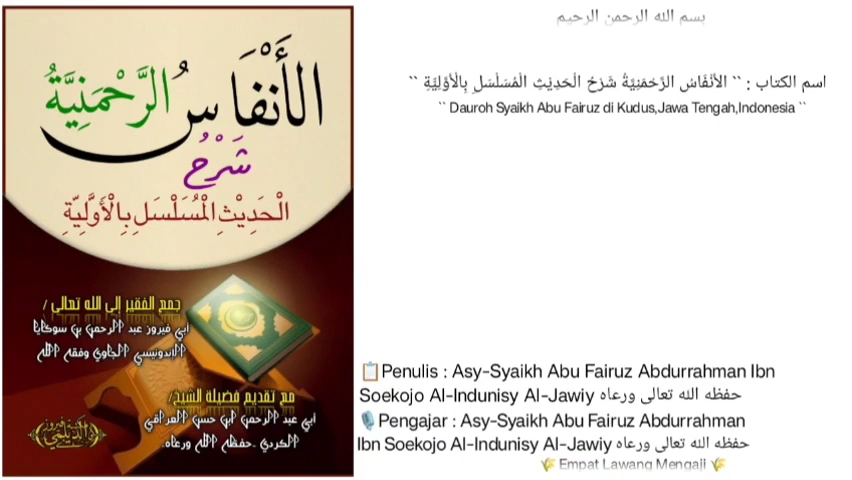 الأَنْفَاسُ الرَّحْمَنِيَّةُ
شَرْحُ
الْحَدِيْثِ الْمُسَلْسَلِ بِالْأَوَّلِيَّةِ
جمع الفقير إلى الله تعالى /
أبي فيروز عبد الرحمن بن سوكايا
الإندونيسي الجاوي وفقه الله
مع تقديم فضيلة الشيخ/
أبي عبد الرحمن ابن حسن العراقي
الكردي -حفظه الله ورعاه-
بسم الله الرحمن الرحيم
اسم الكتاب : `` الأَنْفَاسُ الرَّحْمَنِيَّةُ شَرْحُ الْحَدِيْثِ الْمُسَلْسَلِ بِالْأَوَّلِيَّةِ ``
`` Dauroh Syaikh Abu Fairuz di Kudus,Jawa Tengah,Indonesia ``
📋Penulis : Asy-Syaikh Abu Fairuz Abdurrahman Ibn
Soekojo Al-Indunisy Al-Jawiy حفظه الله تعالى ورعاه
🎙️Pengajar : Asy-Syaikh Abu Fairuz Abdurrahman
Ibn Soekojo Al-Indunisy Al-Jawiy حفظه الله تعالى ورعاه
🌾 Empat Lawang Mengaji 🌾